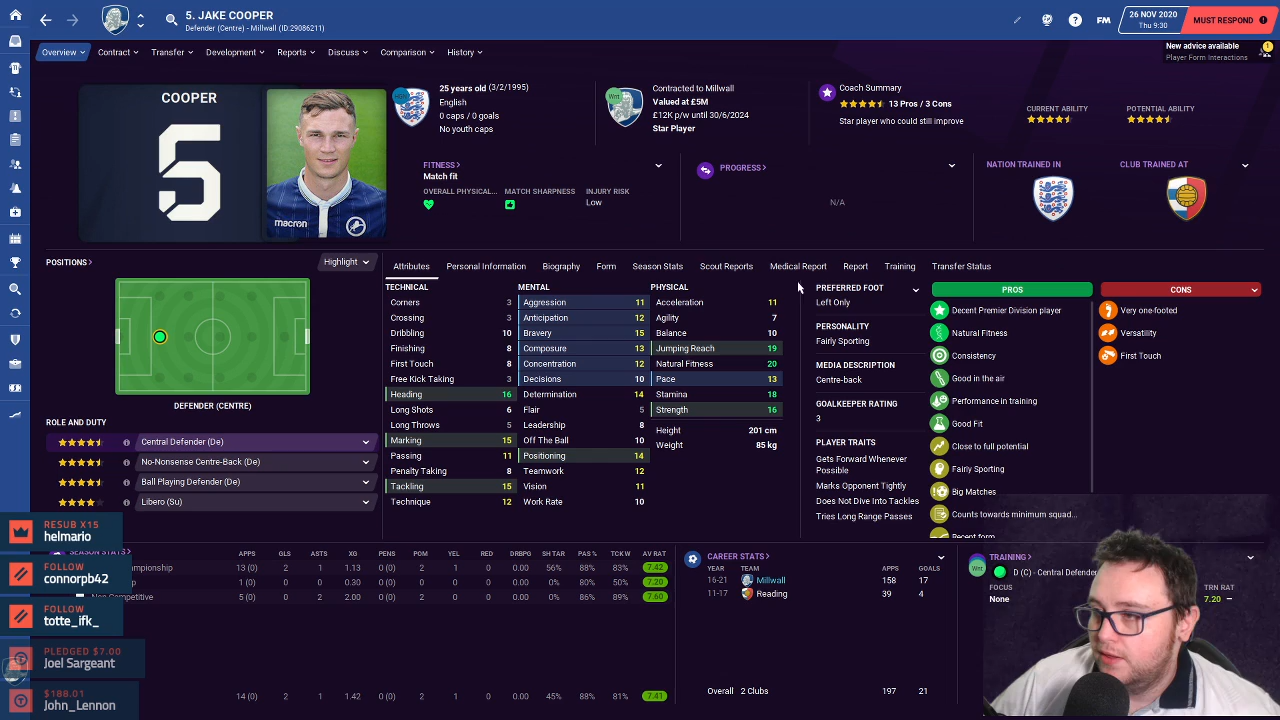 5. JAKE COOPER
Defender (Centre) - Millwall (ID:29086211)
26 NOV 2020
Thu 9:30
MUST RESPOND
FM
Overview
Contract
Transfer
Development
Reports
Discuss
Comparison
History
New advice available
Player Form Interactions
COOPER
5
macron
25 years old (3/2/1995)
English
0 caps / 0 goals
No youth caps
Contracted to Millwall
Valued at £5M
£12K p/w until 30/6/2024
Star Player
Coach Summary
13 Pros / 3 Cons
Star player who could still improve
CURRENT ABILITY
POTENTIAL ABILITY
FITNESS
Match fit
OVERALL PHYSICAL...
MATCH SHARPNESS
INJURY RISK
Low
PROGRESS
N/A
NATION TRAINED IN
CLUB TRAINED AT
POSITIONS
Highlight
DEFENDER (CENTRE)
ROLE AND DUTY
Central Defender (De)
No-Nonsense Centre-Back (De)
Ball Playing Defender (De)
Libero (Su)
Attributes
Personal Information
Biography
Form
Season Stats
Scout Reports
Medical Report
Report
Training
Transfer Status
TECHNICAL
Corners 3
Crossing 3
Dribbling 10
Finishing 8
First Touch 8
Free Kick Taking 3
Heading 16
Long Shots 6
Long Throws 5
Marking 15
Passing 11
Penalty Taking 8
Tackling 15
Technique 12
MENTAL
Aggression 11
Anticipation 12
Bravery 15
Composure 13
Concentration 12
Decisions 10
Determination 14
Flair 5
Leadership 8
Off The Ball 10
Positioning 14
Teamwork 12
Vision 11
Work Rate 10
PHYSICAL
Acceleration 11
Agility 7
Balance 10
Jumping Reach 19
Natural Fitness 20
Pace 13
Stamina 18
Strength 16
Height 201 cm
Weight 85 kg
PREFERRED FOOT
Left Only
PERSONALITY
Fairly Sporting
MEDIA DESCRIPTION
Centre-back
GOALKEEPER RATING
3
PLAYER TRAITS
Gets Forward Whenever
Possible
Marks Opponent Tightly
Does Not Dive Into Tackles
Tries Long Range Passes
PROS
Decent Premier Division player
Natural Fitness
Consistency
Good in the air
Performance in training
Good Fit
Close to full potential
Fairly Sporting
Big Matches
Counts towards minimum squad...
Recent form
CONS
Very one-footed
Versatility
First Touch
RESUB X15
helmario
FOLLOW
connorpb42
FOLLOW
totte_ifk_
PLEDGED $7.00
Joel Sargeant
$188.01
John_Lennon
SEASON STATS
APPS GLS ASTS XG PENS POM YEL RED DRBPG SH TAR PAS % TCK W AV RAT
13 (0) 2 1 1.13 0 (0) 2 1 0 0.00 56% 88% 83% 7.42
1 (0) 0 0 0.30 0 (0) 0 0 0 0.00 0% 80% 50% 7.20
Non Competitive 5 (0) 2 0 2.00 0 (0) 2 0 0 0.00 0% 86% 89% 7.60
14 (0) 2 1 1.42 0 (0) 2 1 0 0.00 45% 88% 81% 7.41
CAREER STATS
YEAR TEAM APPS GOALS
16-21 Millwall 158 17
11-17 Reading 39 4
Overall 2 Clubs 197 21
TRAINING
D (C) - Central Defender
FOCUS
None
TRN RAT
7.20